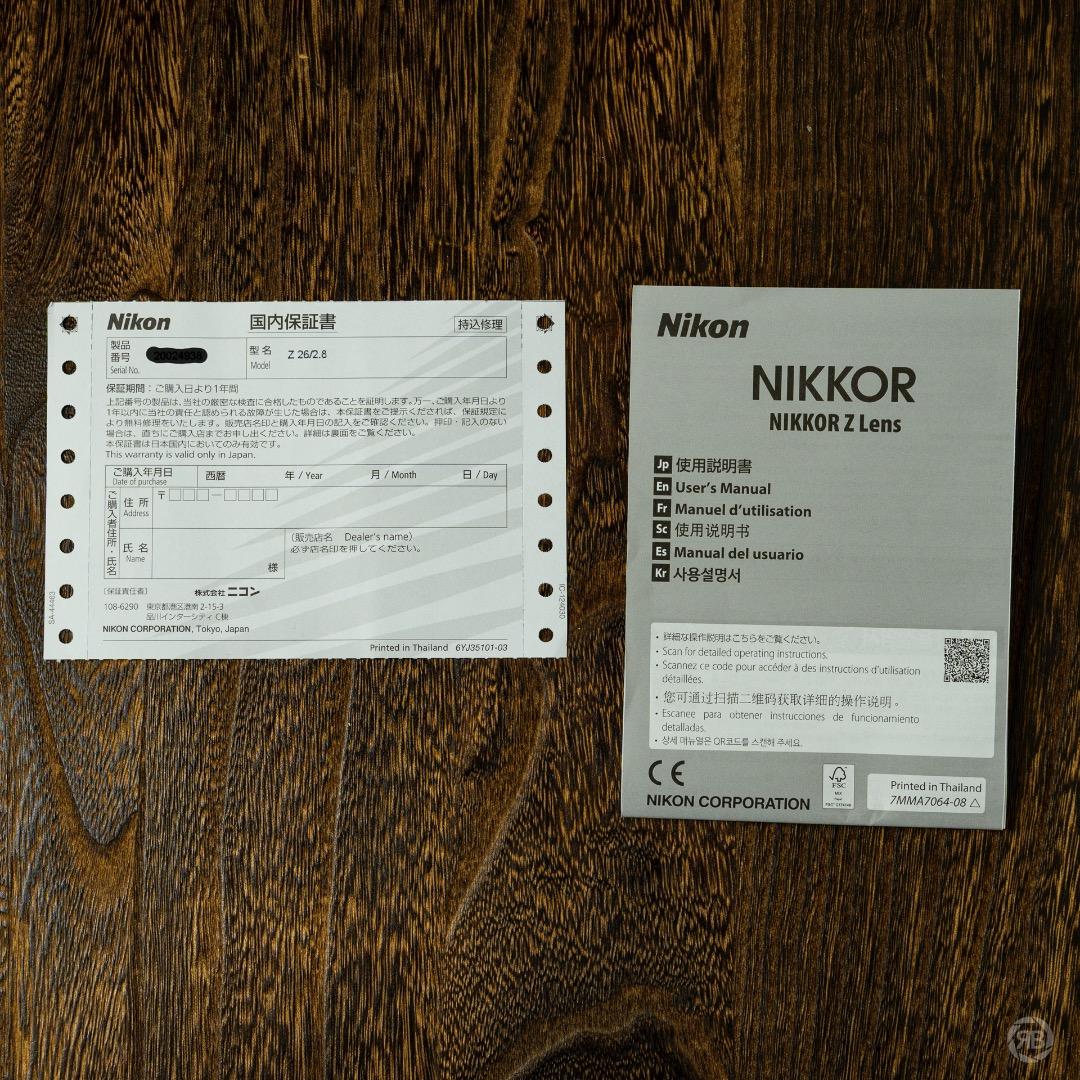 Nikon 国内保証書 持込修理
製品
番号
Serial No.
型名 Z 26/2.8
Model
保証期間：ご購入日より1年間
上記番号の製品は、当社の厳密な検査に合格したものであることを証明します。万一、ご購入年月日より
1年以内に当社の責任と認められる故障が生じた場合は、本保証書をご提示くだされば、保証規定に
より無料修理をいたします。販売店名印と購入年月日の記入をご確認ください。押印・記入のない
場合は、直ちにご購入店までお申し出ください。詳細は裏面をご覧ください。
本保証書は日本国内においてのみ有効です。
This warranty is valid only in Japan.
ご購入年月日 西暦 年 / Year 月 / Month 日 / Day
Date of purchase
ご購入者住所・氏名
住所 〒
Address
氏名
Name
様
(販売店名 Dealer's name)
必ず店名印を押してください。
〔保証責任者〕 株式会社 ニコン
108-6290 東京都港区港南 2-15-3
品川インターシティ C棟
NIKON CORPORATION, Tokyo, Japan
Printed in Thailand 6YJ35101-03
SA-44463
IG-124030
Nikon
NIKKOR
NIKKOR Z Lens
Jp 使用説明書
En User's Manual
Fr Manuel d'utilisation
Sc 使用说明书
Es Manual del usuario
Kr 사용설명서
• 詳細な操作説明はこちらをご覧ください。
• Scan for detailed operating instructions.
• Scannez ce code pour accéder à des instructions d'utilisation
détaillées.
• 您可通过扫描二维码获取详细的操作说明。
• Escanee para obtener instrucciones de funcionamiento
detalladas.
• 상세 매뉴얼은 QR코드를 스캔해 주세요.
CE
NIKON CORPORATION
FSC
MIX
Printed in Thailand
7MMA7064-08 △
RB